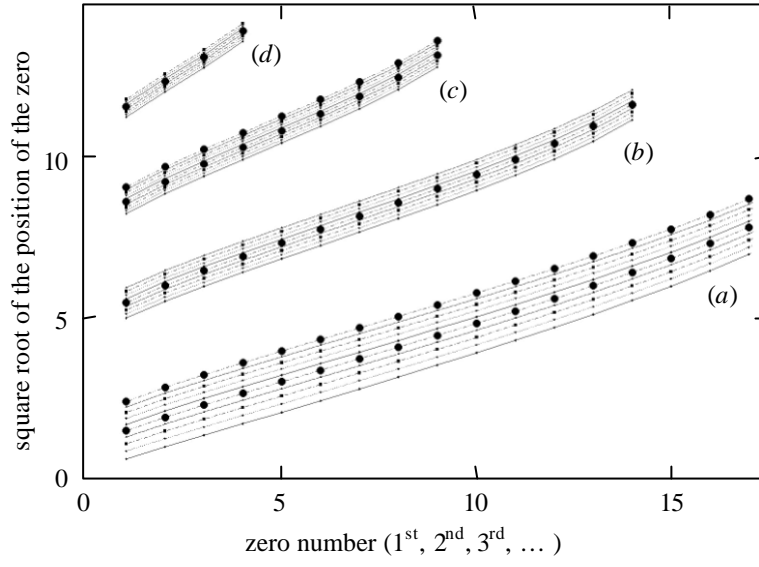 (d)
(c)
10
(b)
square root of the position of the zero
5
(a)
0
0 5 10 15
zero number (1st, 2nd, 3rd, … )